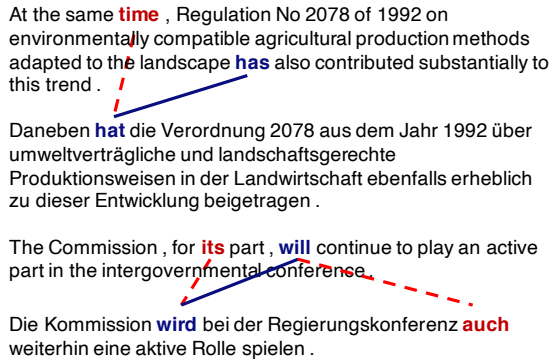 At the same time , Regulation No 2078 of 1992 on
environmentally compatible agricultural production methods
adapted to the landscape has also contributed substantially to
this trend .
Daneben hat die Verordnung 2078 aus dem Jahr 1992 über
umweltverträgliche und landschaftsgerechte
Produktionsweisen in der Landwirtschaft ebenfalls erheblich
zu dieser Entwicklung beigetragen .
The Commission , for its part , will continue to play an active
part in the intergovernmental conference .
Die Kommission wird bei der Regierungskonferenz auch
weiterhin eine aktive Rolle spielen .